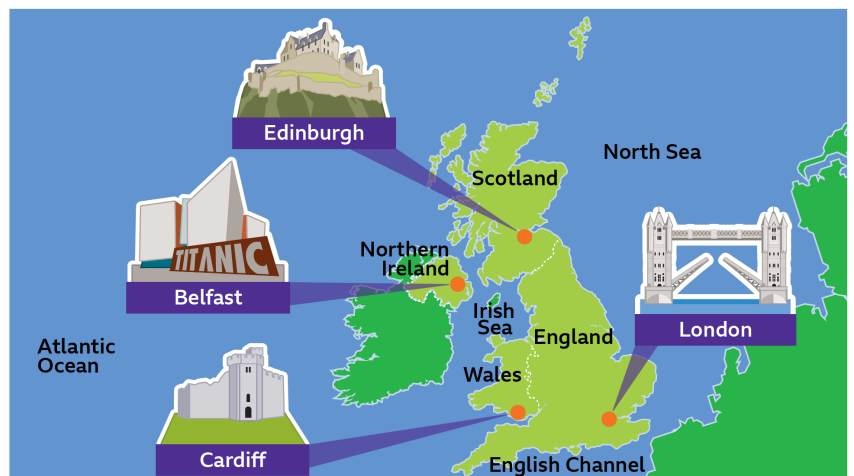 Edinburgh
North Sea
Scotland
TITANIC
Northern
Ireland
Belfast
Irish
Sea
London
England
Atlantic
Ocean
Wales
Cardiff
English Channel